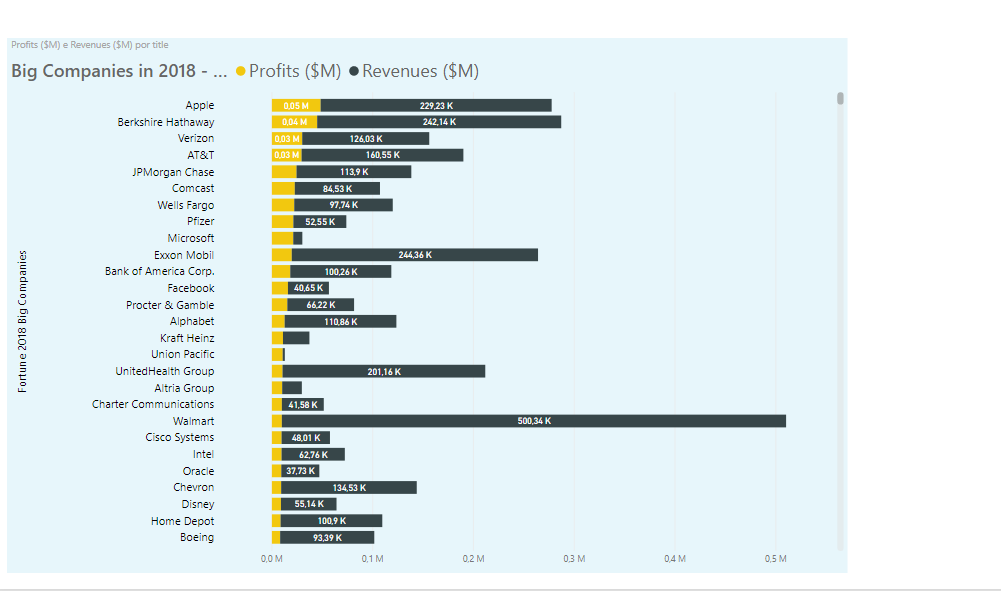 Profits ($M) e Revenues ($M) por title
Big Companies in 2018 - ... Profits ($M) Revenues ($M)
Fortune 2018 Big Companies
Apple 0,05 M 229,23 K
Berkshire Hathaway 0,04 M 242,14 K
Verizon 0,03 M 126,03 K
AT&T 0,03 M 160,55 K
JPMorgan Chase 113,9 K
Comcast 84,53 K
Wells Fargo 97,74 K
Pfizer 52,55 K
Microsoft
Exxon Mobil 244,36 K
Bank of America Corp. 100,26 K
Facebook 40,65 K
Procter & Gamble 66,22 K
Alphabet 110,86 K
Kraft Heinz
Union Pacific
UnitedHealth Group 201,16 K
Altria Group
Charter Communications 41,58 K
Walmart 500,34 K
Cisco Systems 48,01 K
Intel 62,76 K
Oracle 37,73 K
Chevron 134,53 K
Disney 55,14 K
Home Depot 100,9 K
Boeing 93,39 K
0,0 M 0,1 M 0,2 M 0,3 M 0,4 M 0,5 M